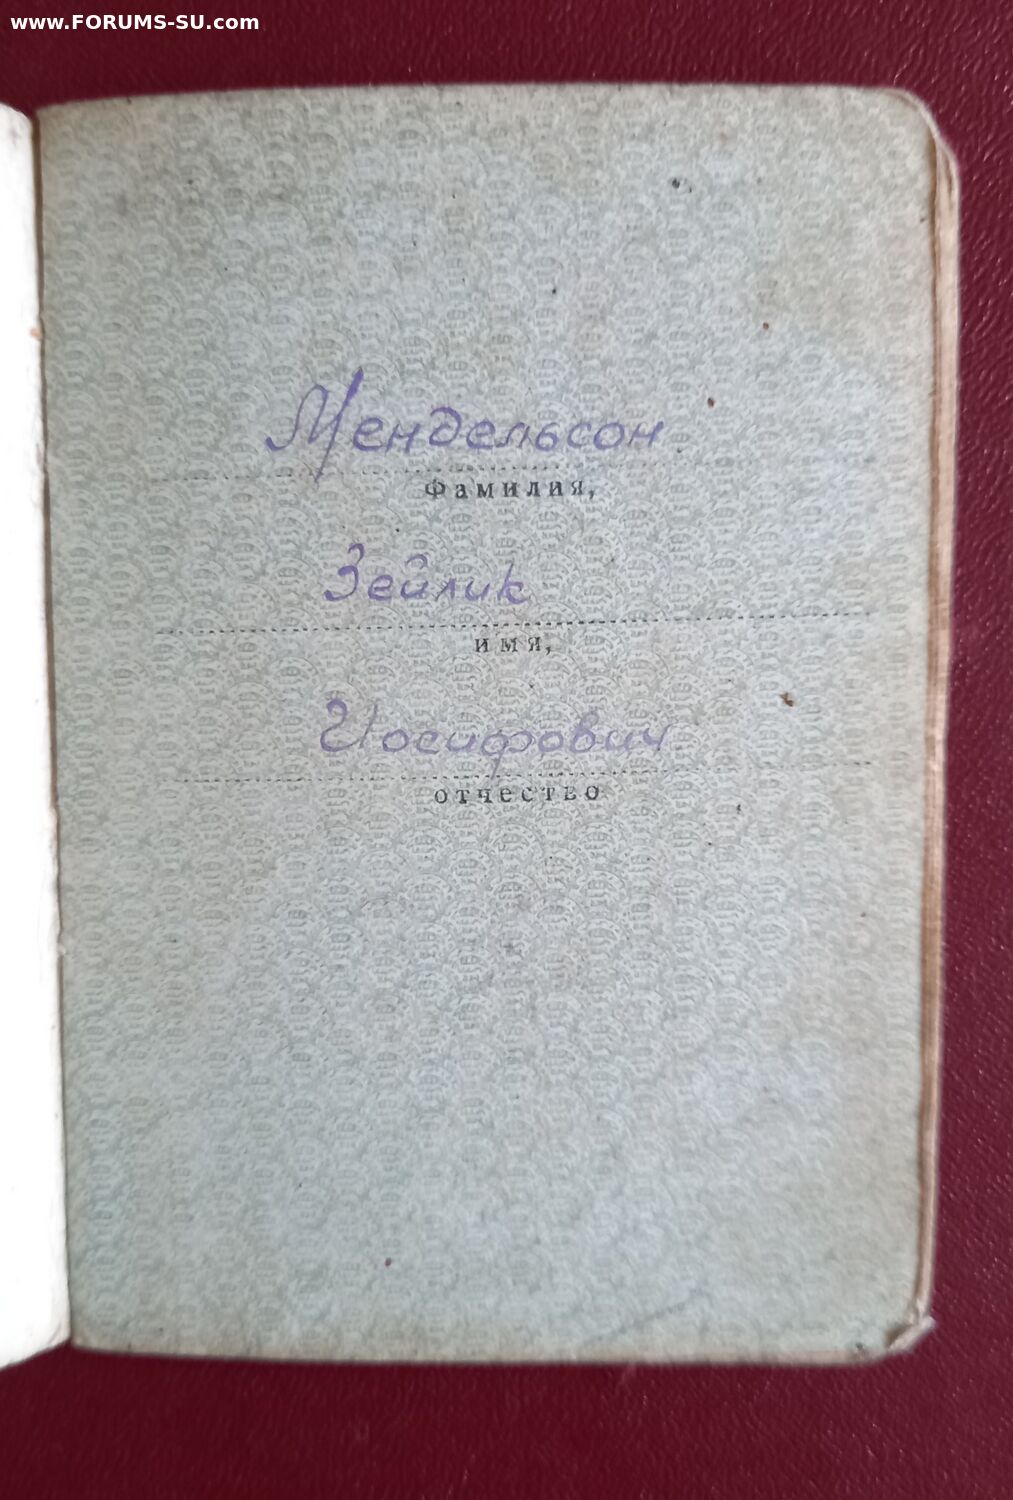 www.FORUMS-SU.com
Мендельсон
Фамилия,
Зейлик
имя,
Иосифович
отчество